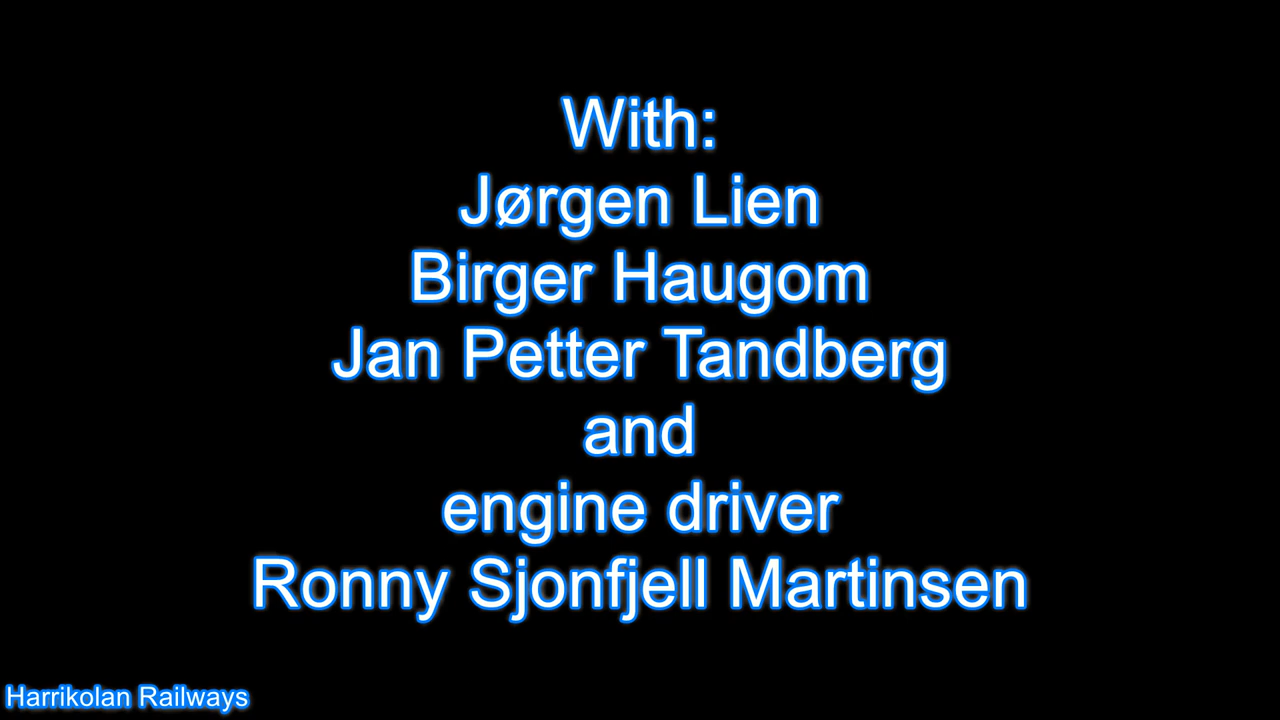 With:
Jørgen Lien
Birger Haugom
Jan Petter Tandberg
and
engine driver
Ronny Sjonfjell Martinsen
Harrikolan Railways